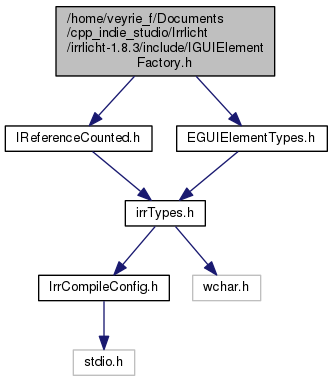 /home/veyrie_f/Documents
/cpp_indie_studio/Irrlicht
/irrlicht-1.8.3/include/IGUIElement
Factory.h
IReferenceCounted.h
EGUIElementTypes.h
irrTypes.h
IrrCompileConfig.h
wchar.h
stdio.h